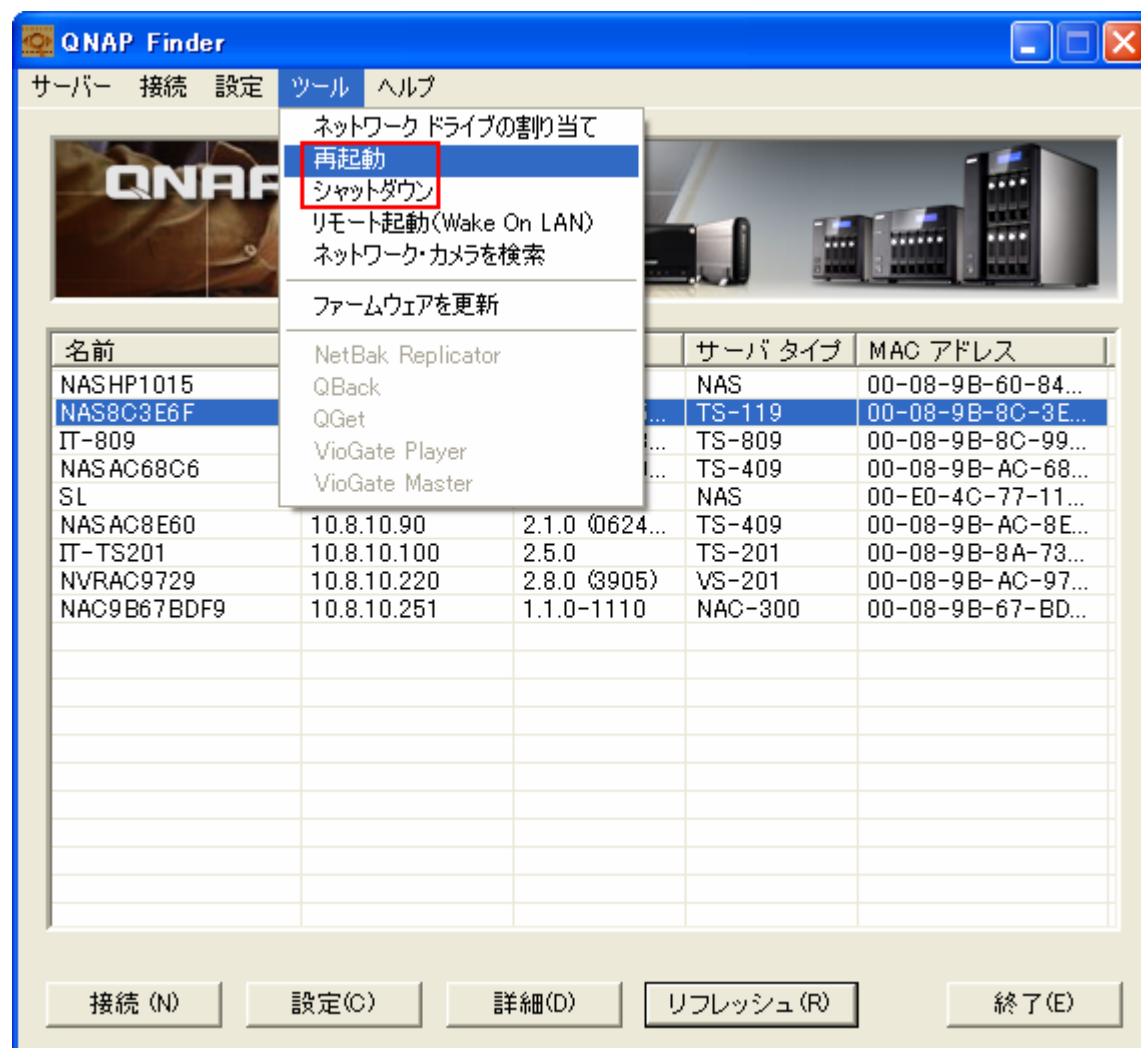 QNAP Finder
サーバー 接続 設定 ツール ヘルプ
ネットワーク ドライブの割り当て
再起動
シャットダウン
リモート起動(Wake On LAN)
ネットワーク・カメラを検索
ファームウェアを更新
NetBak Replicator
QBack
QGet
VioGate Player
VioGate Master
QNAP
名前 サーバ タイプ MAC アドレス
NASHP1015 NAS 00-08-9B-60-84...
NAS8C3E6F TS-119 00-08-9B-8C-3E...
IT-809 TS-809 00-08-9B-8C-99...
NASAC68C6 TS-409 00-08-9B-AC-68...
SL NAS 00-E0-4C-77-11...
NASAC8E60 10.8.10.90 2.1.0 (0624... TS-409 00-08-9B-AC-8E...
IT-TS201 10.8.10.100 2.5.0 TS-201 00-08-9B-8A-73...
NVRAC9729 10.8.10.220 2.8.0 (3905) VS-201 00-08-9B-AC-97...
NAC9B67BDF9 10.8.10.251 1.1.0-1110 NAC-300 00-08-9B-67-BD...
接続 (N) 設定(C) 詳細(D) リフレッシュ(R) 終了(E)